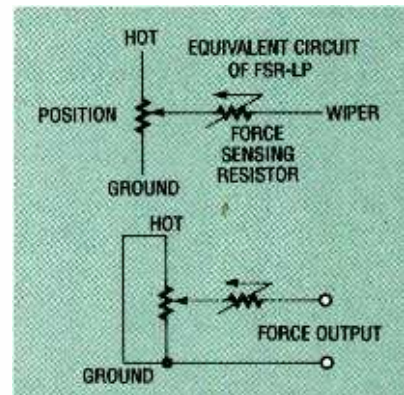 HOT
EQUIVALENT CIRCUIT
OF FSR-LP
POSITION
WIPER
FORCE
SENSING
RESISTOR
GROUND
HOT
FORCE OUTPUT
GROUND